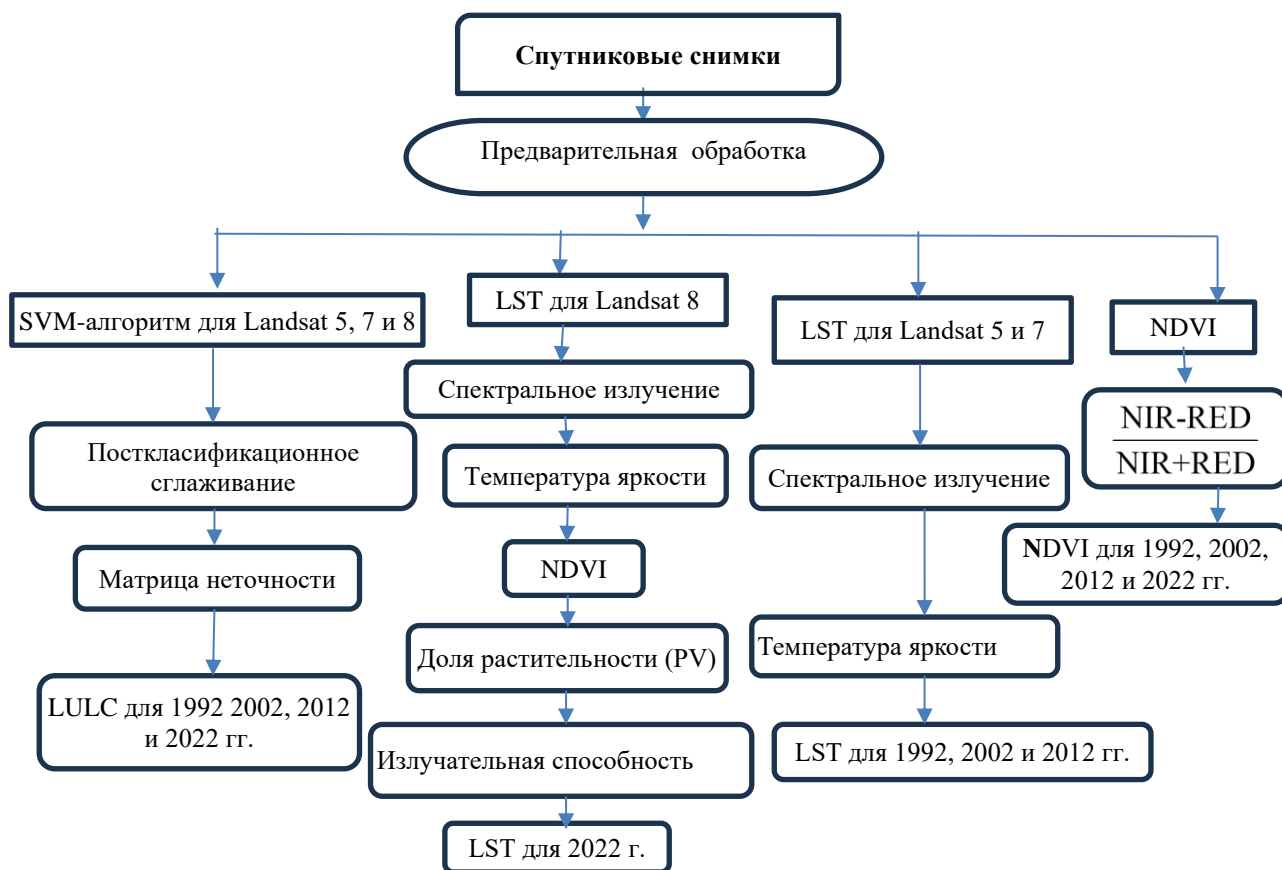 Спутниковые снимки
Предварительная обработка
SVM-алгоритм для Landsat 5, 7 и 8
Посткласификационное
сглаживание
Матрица неточности
LULC для 1992 2002, 2012
и 2022 гг.
LST для Landsat 8
Спектральное излучение
Температура яркости
NDVI
Доля растительности (PV)
Излучательная способность
LST для 2022 г.
LST для Landsat 5 и 7
Спектральное излучение
Температура яркости
LST для 1992, 2002 и 2012 гг.
NDVI
NIR-RED
NIR+RED
NDVI для 1992, 2002,
2012 и 2022 гг.